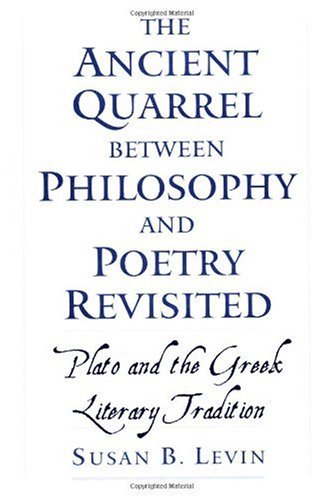 THE
ANCIENT
QUARREL
BETWEEN
PHILOSOPHY
AND
POETRY
REVISITED
Plato and the Greek
Literary Tradition
SUSAN B. LEVIN